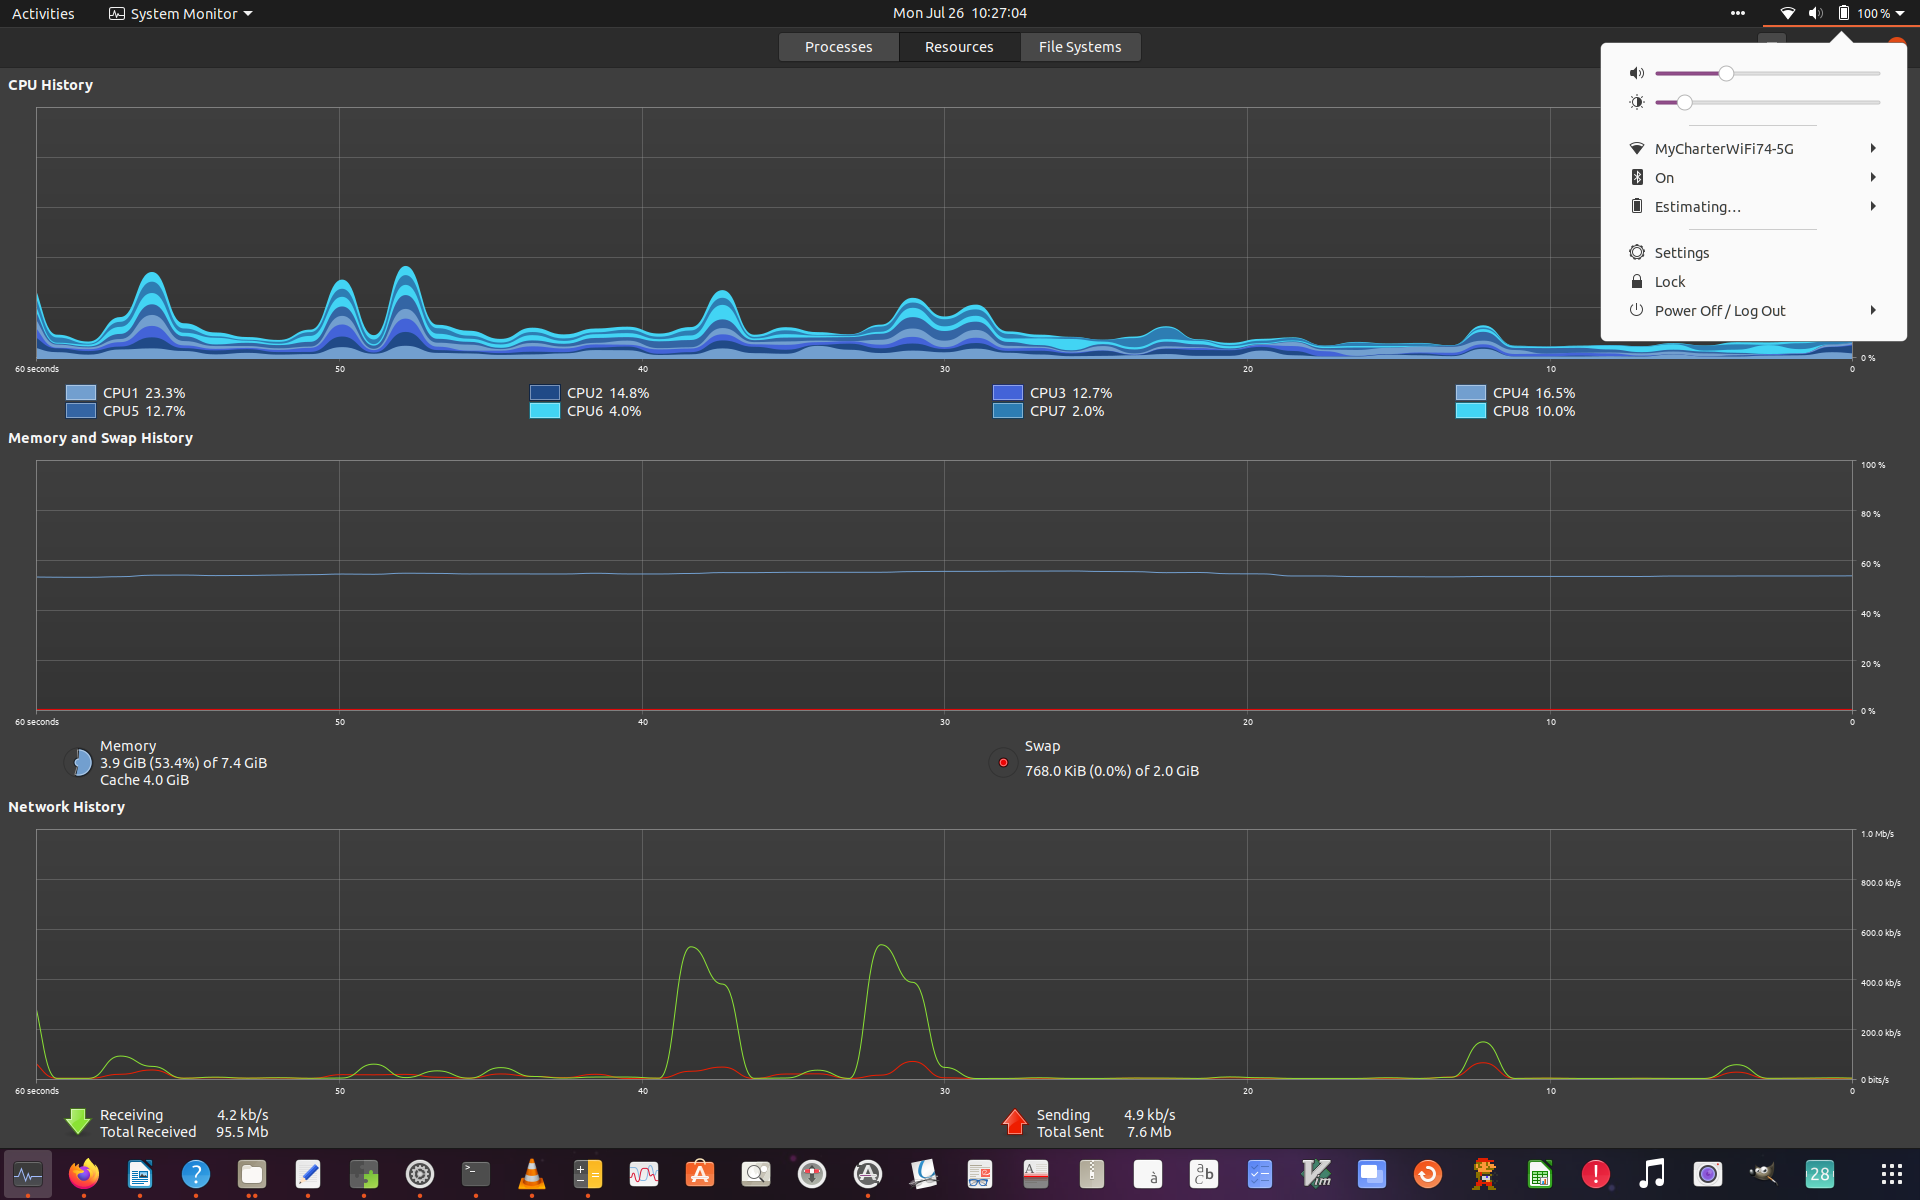 Activities System Monitor Mon Jul 26 10:27:04 100 %
Processes Resources File Systems
CPU History
MyCharterWiFi74-5G
On
Estimating…
Settings
Lock
Power Off / Log Out
0 %
60 seconds 50 40 30 20 10 0
CPU1 23.3% CPU2 14.8% CPU3 12.7% CPU4 16.5%
CPU5 12.7% CPU6 4.0% CPU7 2.0% CPU8 10.0%
Memory and Swap History
100 %
80 %
60 %
40 %
20 %
0 %
60 seconds 50 40 30 20 10 0
Memory
3.9 GiB (53.4%) of 7.4 GiB
Cache 4.0 GiB
Swap
768.0 KiB (0.0%) of 2.0 GiB
Network History
1.0 Mb/s
800.0 kb/s
600.0 kb/s
400.0 kb/s
200.0 kb/s
0 bits/s
60 seconds 50 40 30 20 10 0
Receiving 4.2 kb/s
Total Received 95.5 Mb
Sending 4.9 kb/s
Total Sent 7.6 Mb
28